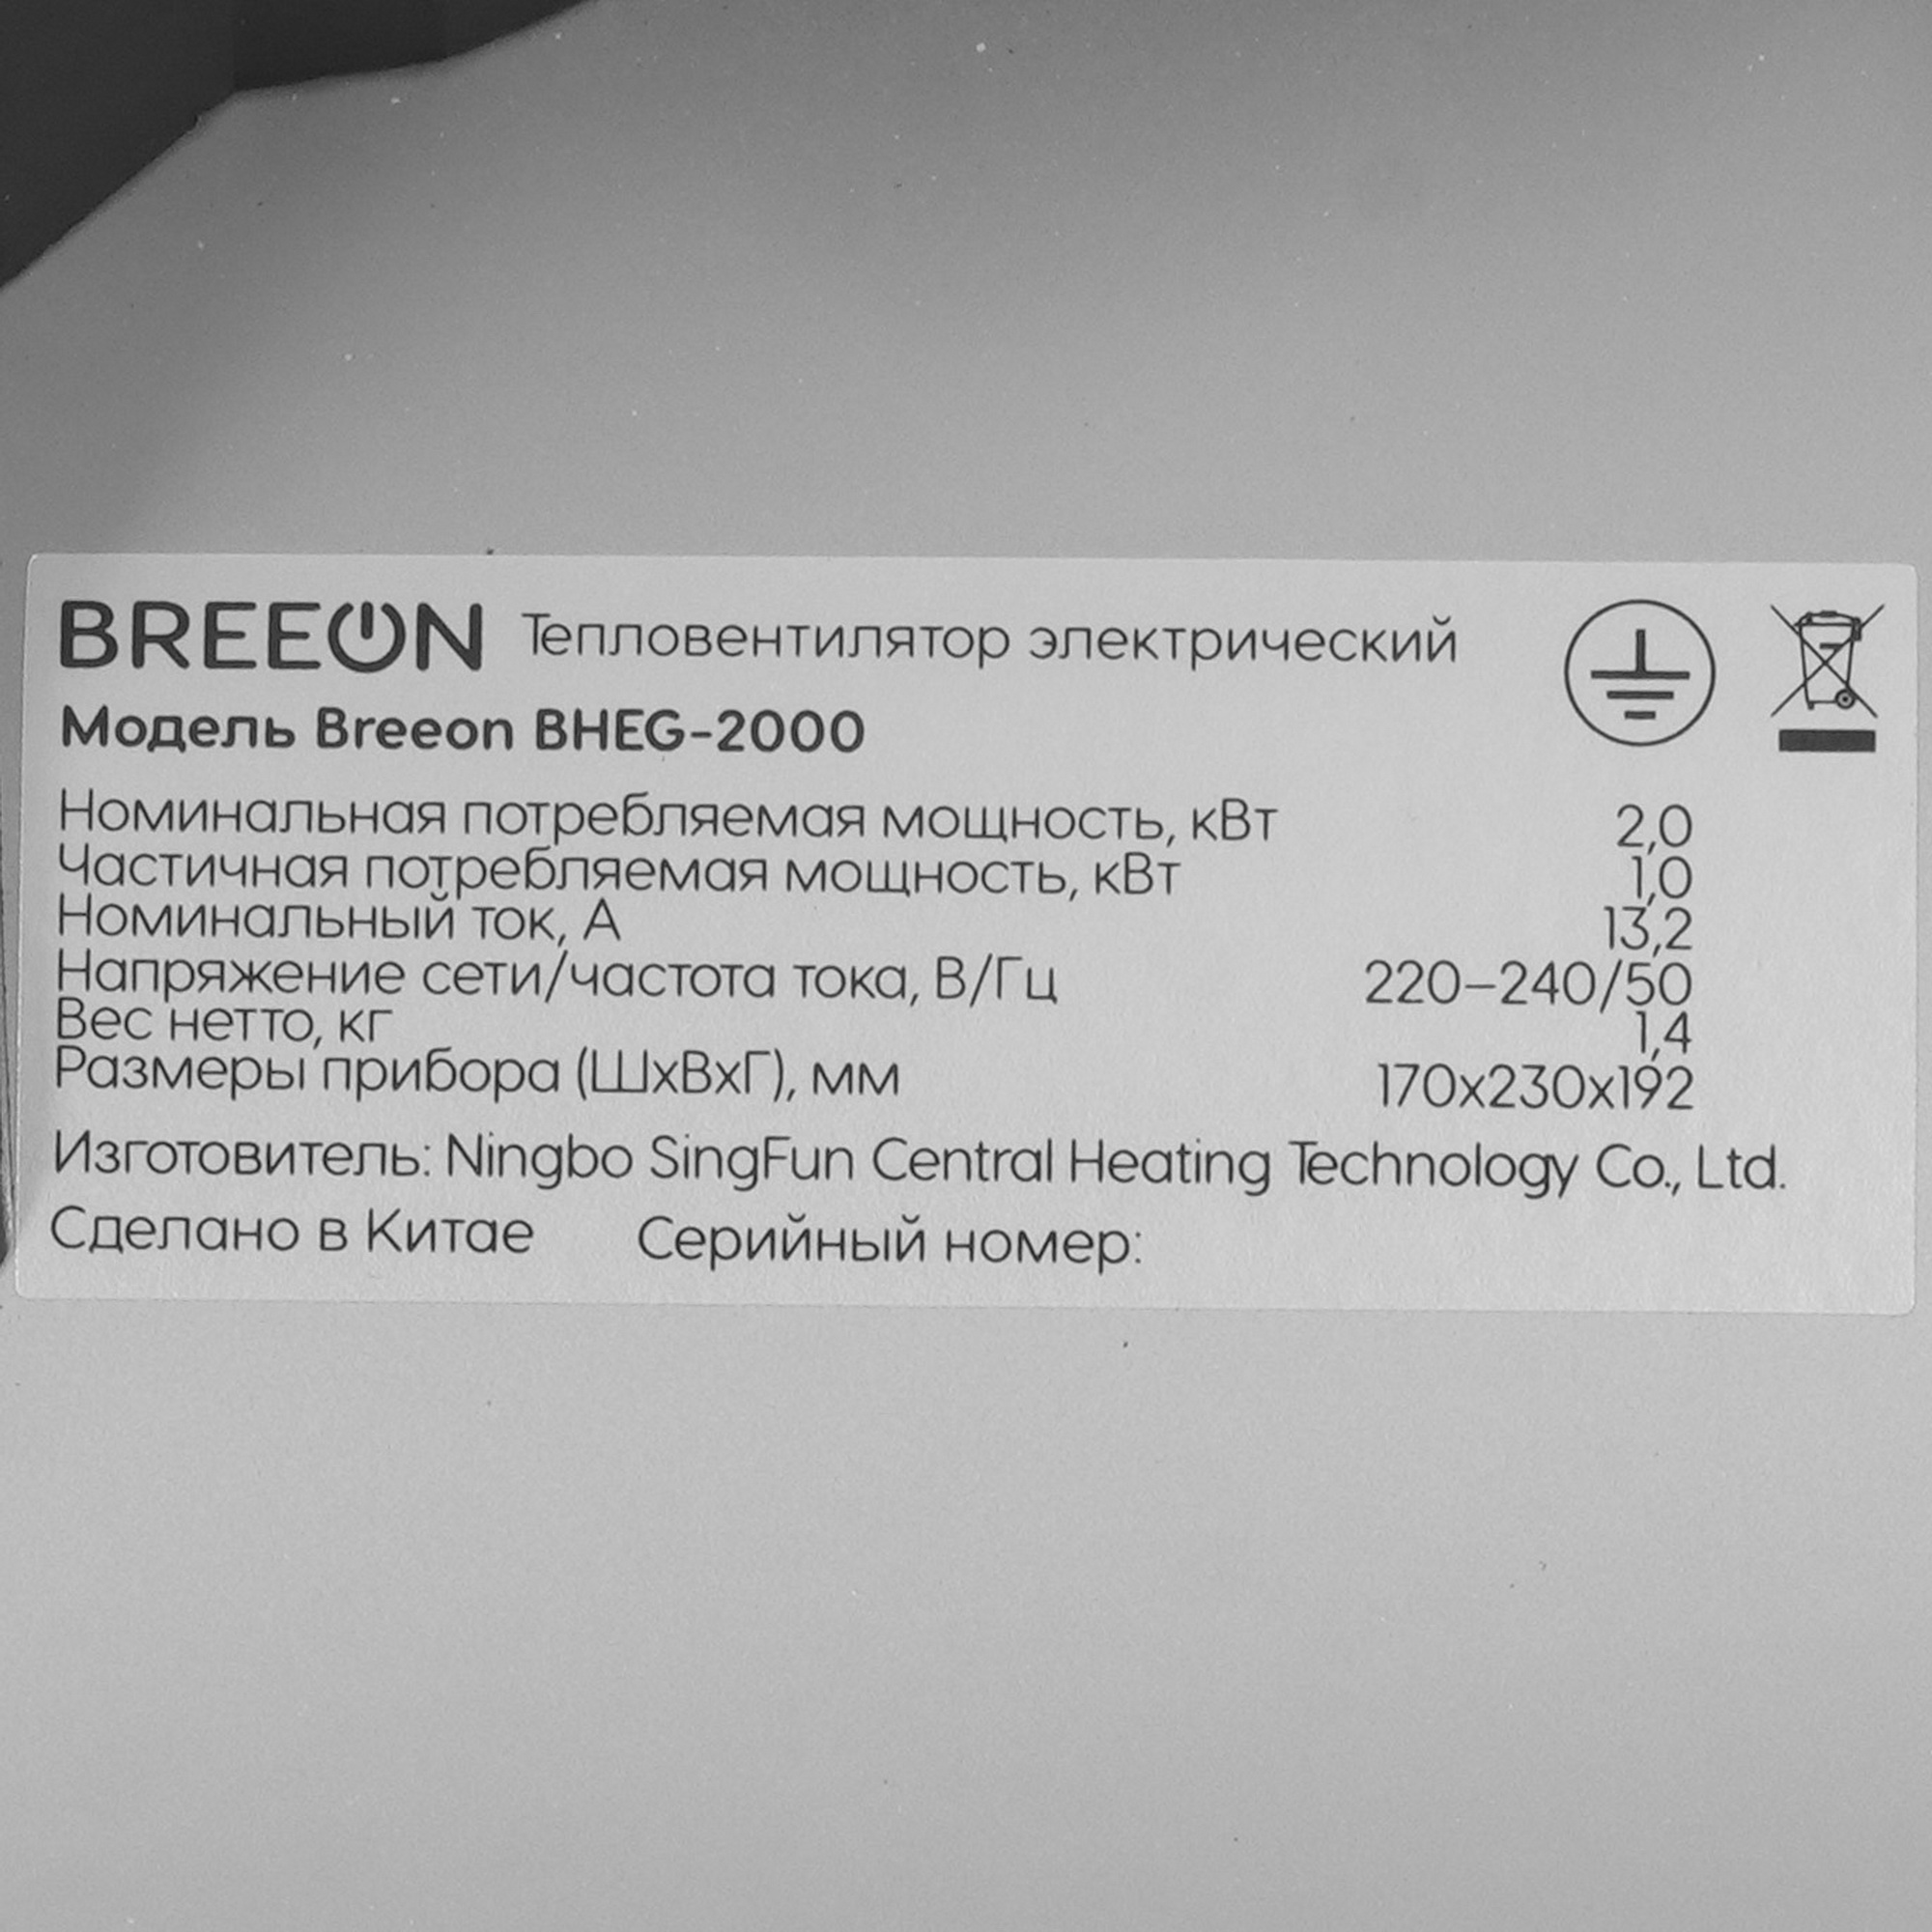 BREEON Тепловентилятор электрический
Модель Breeon BHEG-2000
Номинальная потребляемая мощность, кВт 2,0
Частичная потребляемая мощность, кВт 1,0
Номинальный ток, А 13,2
Напряжение сети/частота тока, В/Гц 220–240/50
Вес нетто, кг 1,4
Размеры прибора (ШхВхГ), мм 170х230х192
Изготовитель: Ningbo SingFun Central Heating Technology Co., Ltd.
Сделано в Китае Серийный номер: